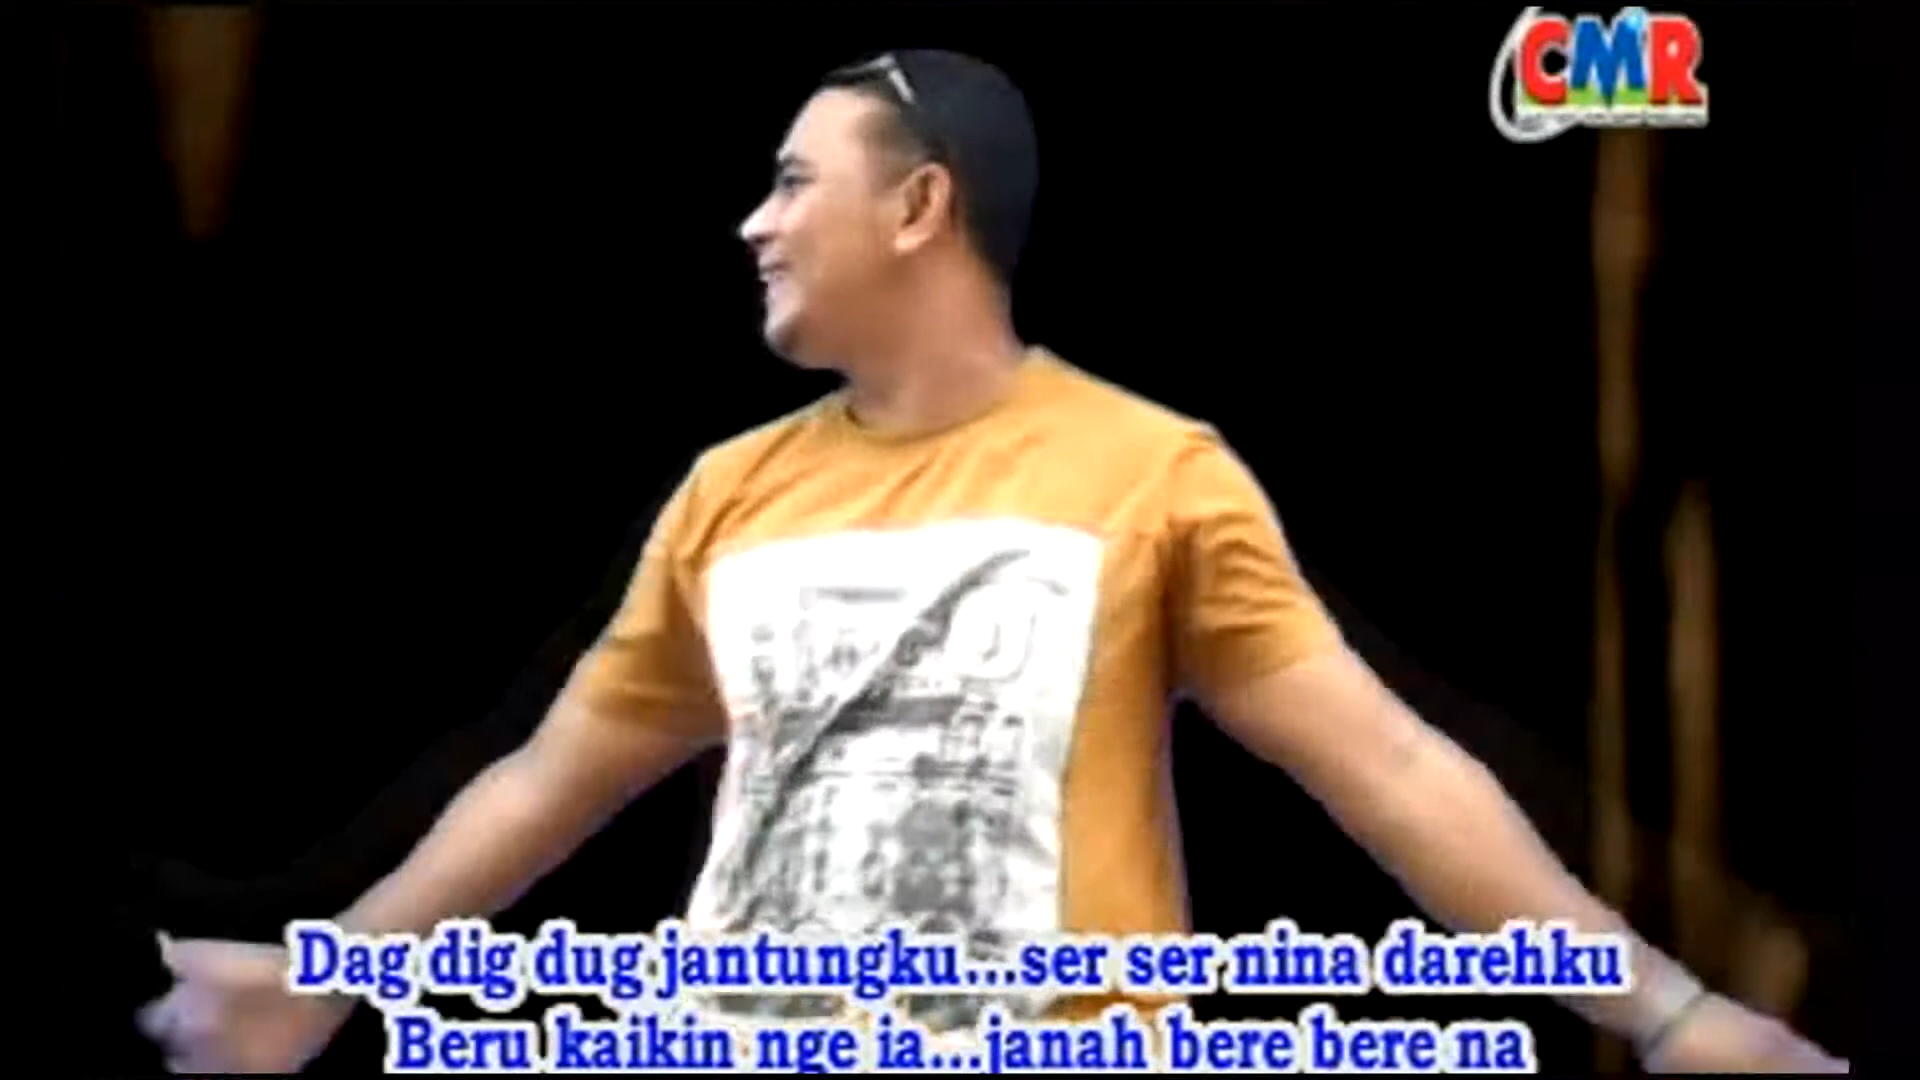 CMR
Dag dig dug jantungku...ser ser nina darehku
Beru kaikin nge ia...janah bere bere na